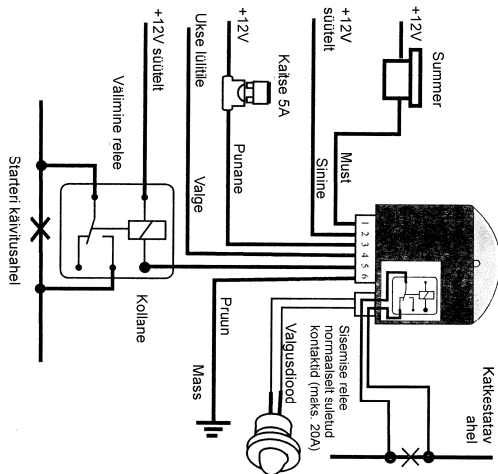 Summer
+12V
Must
+12V
süütelt
Sinine
Kaitse 5A
+12V
Punane
Ukse lülitile
Valge
+12V süütelt
Välimine relee
Kollane
Starteri käivitusahel
1 2 3 4 5 6
Pruun
Mass
Valgusdiood
Sisemise relee
normaalselt suletud
kontaktid (maks. 20A)
Katkestatav
ahel